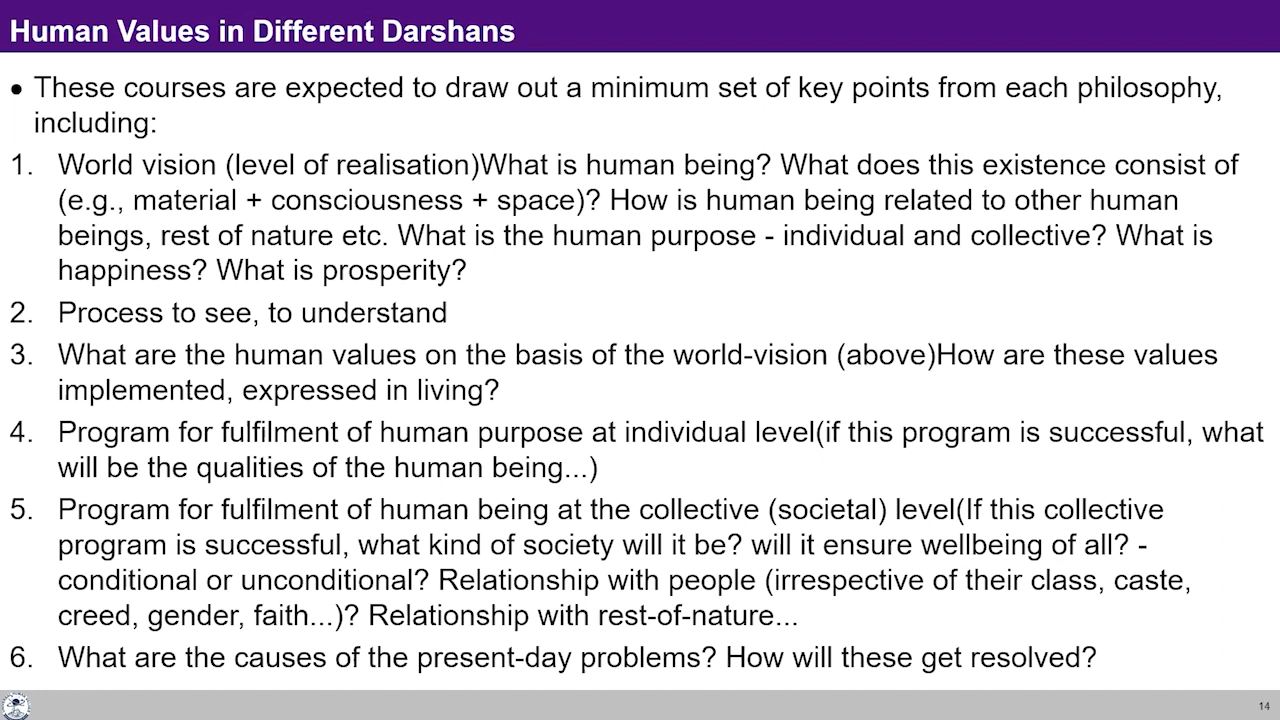 Human Values in Different Darshans
• These courses are expected to draw out a minimum set of key points from each philosophy,
including:
1. World vision (level of realisation)What is human being? What does this existence consist of
(e.g., material + consciousness + space)? How is human being related to other human
beings, rest of nature etc. What is the human purpose - individual and collective? What is
happiness? What is prosperity?
2. Process to see, to understand
3. What are the human values on the basis of the world-vision (above)How are these values
implemented, expressed in living?
4. Program for fulfilment of human purpose at individual level(if this program is successful, what
will be the qualities of the human being...)
5. Program for fulfilment of human being at the collective (societal) level(If this collective
program is successful, what kind of society will it be? will it ensure wellbeing of all? -
conditional or unconditional? Relationship with people (irrespective of their class, caste,
creed, gender, faith...)? Relationship with rest-of-nature...
6. What are the causes of the present-day problems? How will these get resolved?
14